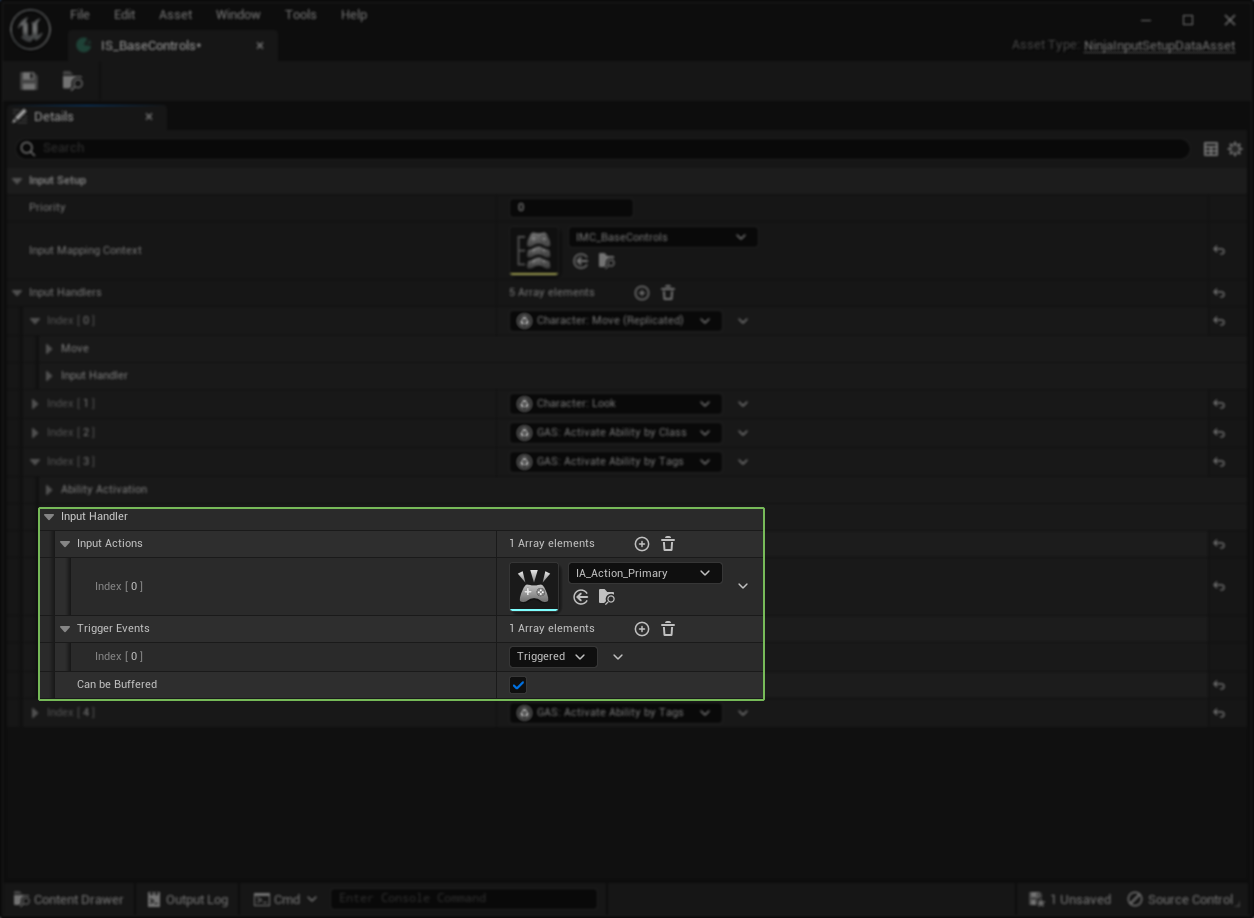 File Edit Asset Window Tools Help
IS_BaseControls*
Asset Type: NinjaInputSetupDataAsset
Details
Search
Input Setup
Priority 0
Input Mapping Context IMC_BaseControls
Input Handlers 5 Array elements
Index [ 0 ] Character: Move (Replicated)
Move
Input Handler
Index [ 1 ] Character: Look
Index [ 2 ] GAS: Activate Ability by Class
Index [ 3 ] GAS: Activate Ability by Tags
Ability Activation
Input Handler
Input Actions 1 Array elements
Index [ 0 ] IA_Action_Primary
Trigger Events 1 Array elements
Index [ 0 ] Triggered
Can be Buffered
Index [ 4 ] GAS: Activate Ability by Tags
Content Drawer Output Log Cmd Enter Console Command 1 Unsaved Source Control